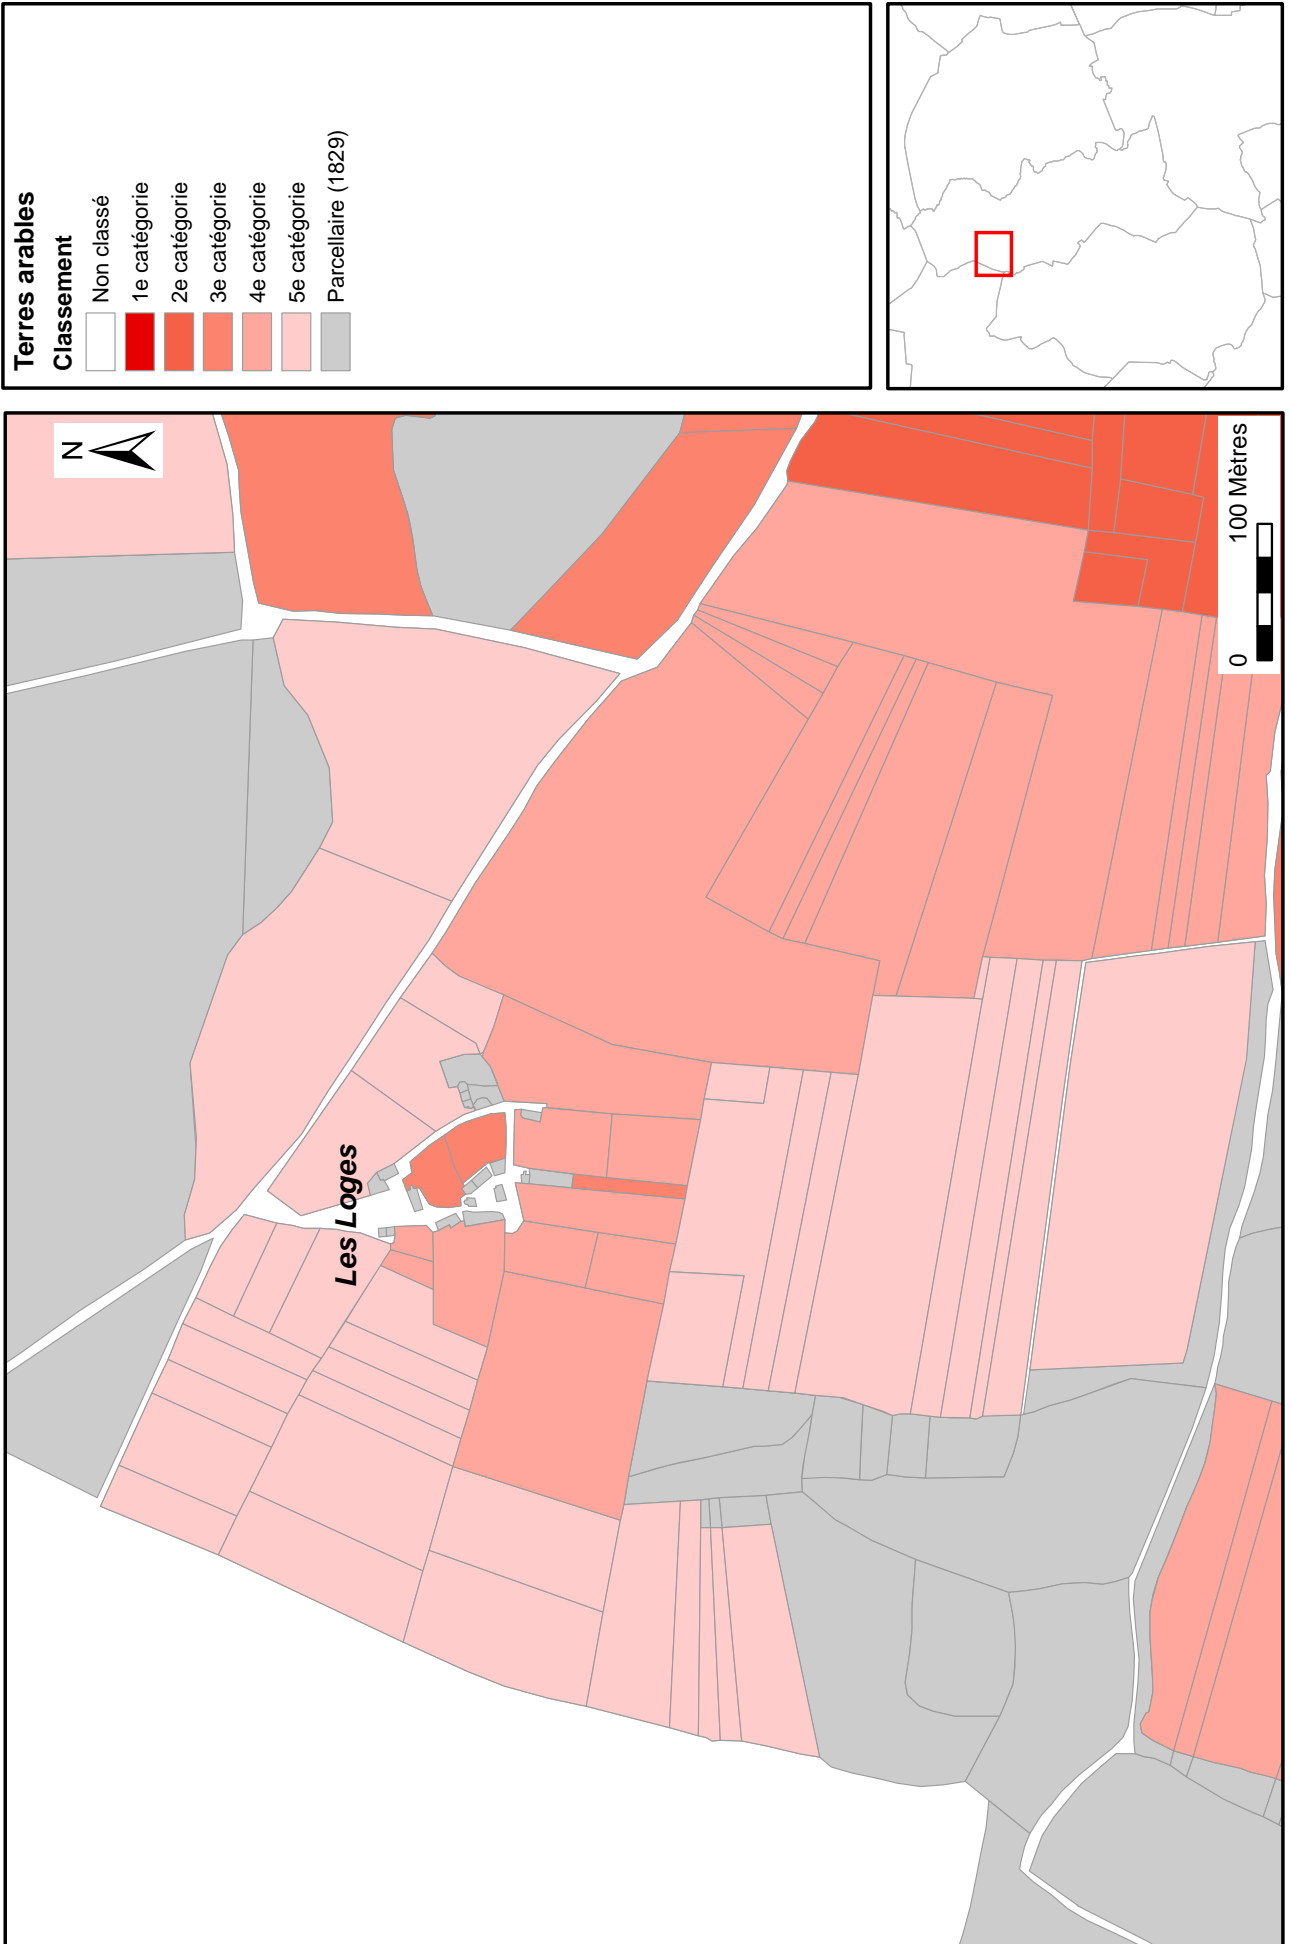 Terres arables
Classement
Non classé
1e catégorie
2e catégorie
3e catégorie
4e catégorie
5e catégorie
Parcellaire (1829)
N
Les Loges
0 100 Mètres